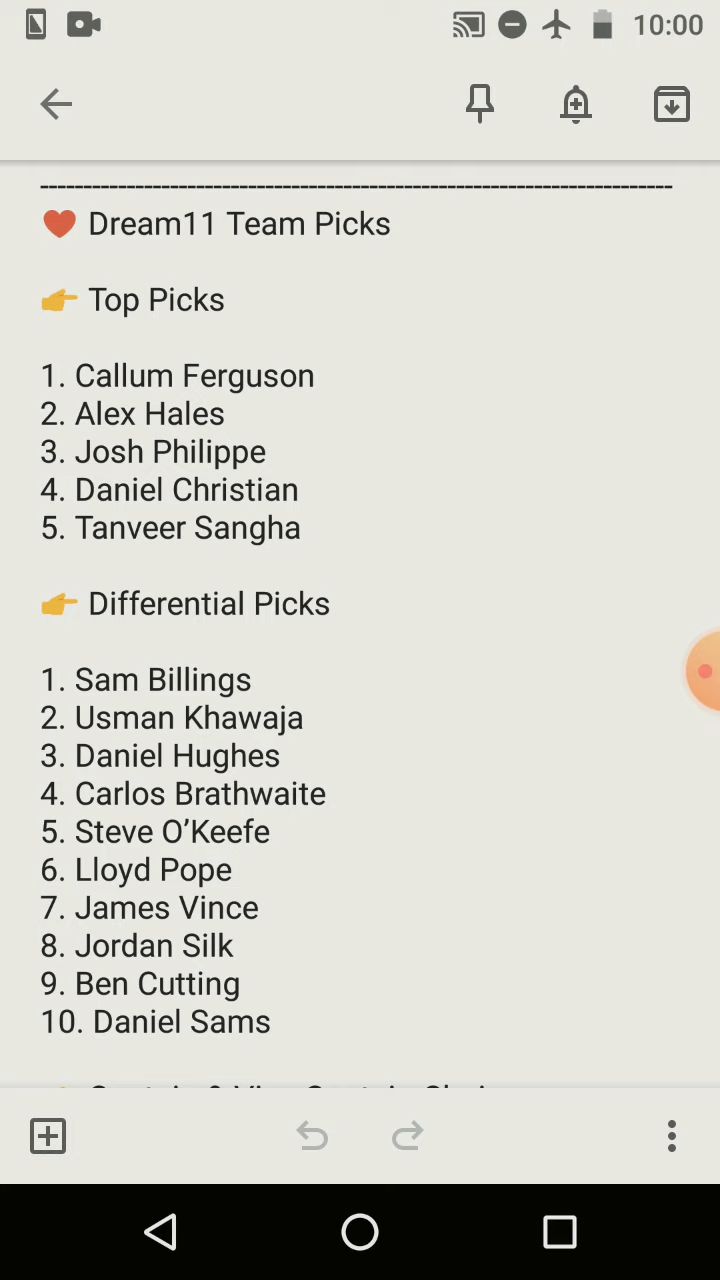 10:00
----------------------------------------------------------------------
❤️ Dream11 Team Picks
👉 Top Picks
1. Callum Ferguson
2. Alex Hales
3. Josh Philippe
4. Daniel Christian
5. Tanveer Sangha
👉 Differential Picks
1. Sam Billings
2. Usman Khawaja
3. Daniel Hughes
4. Carlos Brathwaite
5. Steve O’Keefe
6. Lloyd Pope
7. James Vince
8. Jordan Silk
9. Ben Cutting
10. Daniel Sams